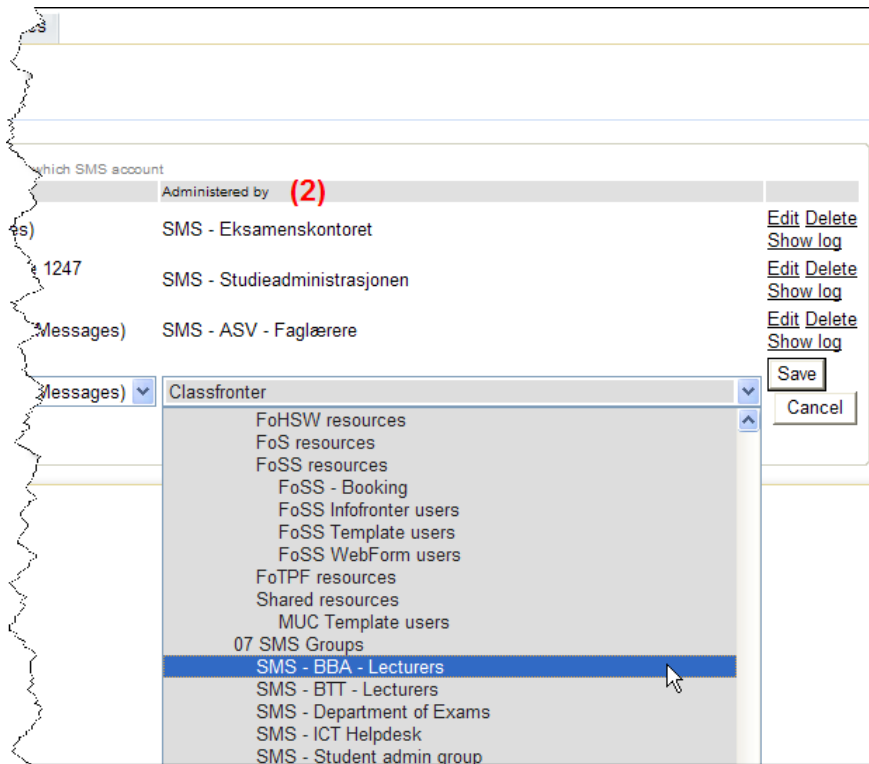 which SMS account
Administered by (2)
SMS - Eksamenskontoret
Edit Delete
Show log
1247
SMS - Studieadministrasjonen
Edit Delete
Show log
Messages)
SMS - ASV - Faglærere
Edit Delete
Show log
Messages)
Classfronter
Save
Cancel
FoHSW resources
FoS resources
FoSS resources
FoSS - Booking
FoSS Infofronter users
FoSS Template users
FoSS WebForm users
FoTPF resources
Shared resources
MUC Template users
07 SMS Groups
SMS - BBA - Lecturers
SMS - BTT - Lecturers
SMS - Department of Exams
SMS - ICT Helpdesk
SMS - Student admin group